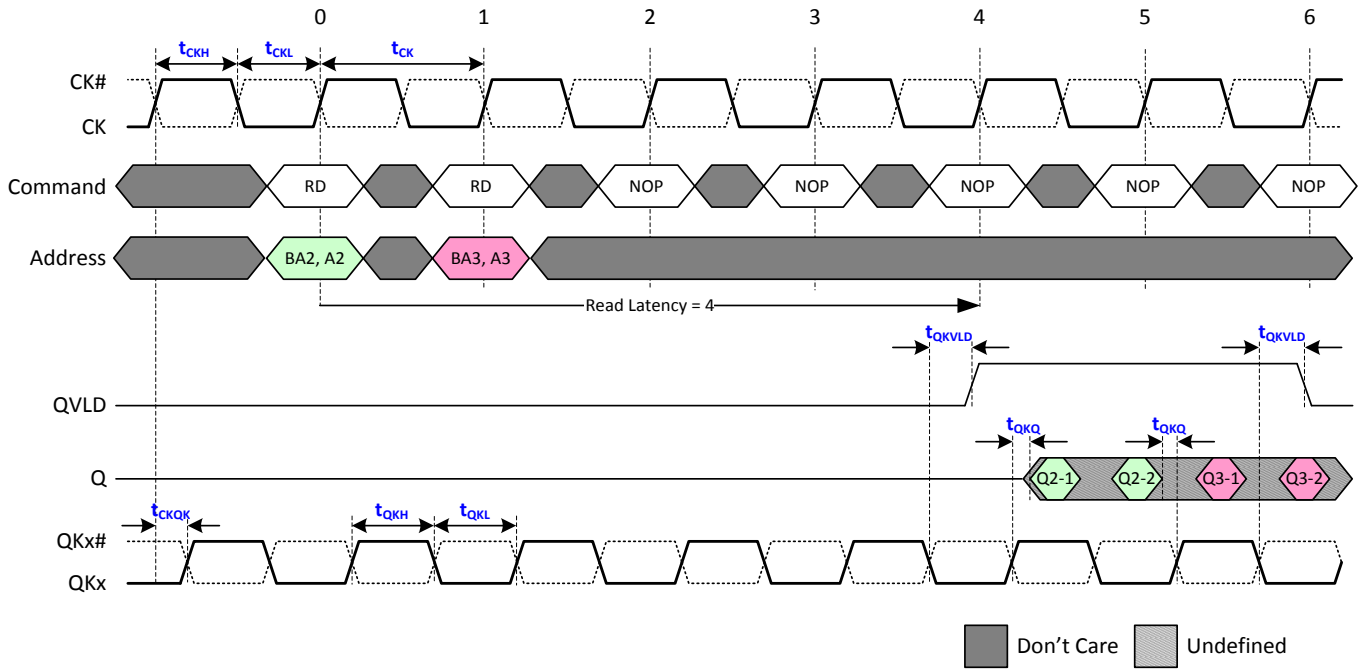 0 1 2 3 4 5 6
tCKH tCKL tCK
CK#
CK
Command RD RD NOP NOP NOP NOP NOP
Address BA2, A2 BA3, A3
Read Latency = 4
tQKVLD tQKVLD
QVLD
tQKQ tQKQ
Q Q2-1 Q2-2 Q3-1 Q3-2
tCKQK tQKH tQKL
QKx#
QKx
Don't Care Undefined